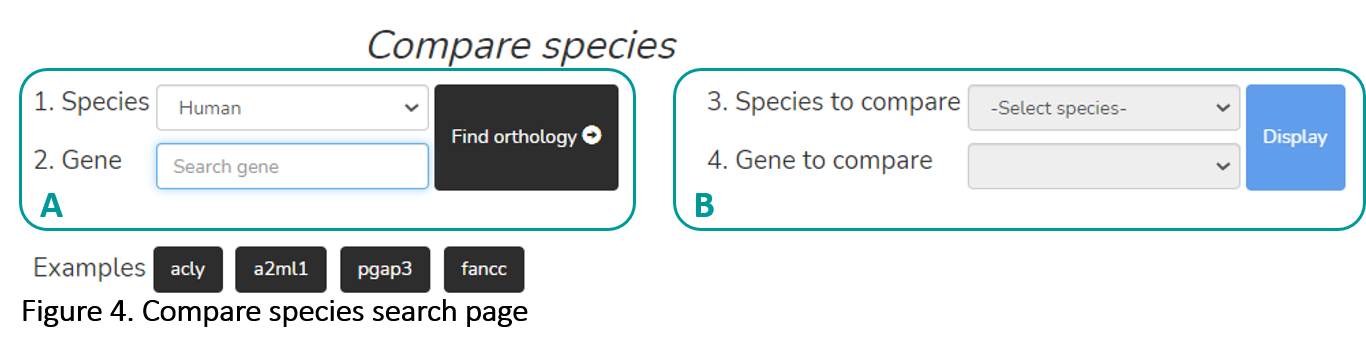 Compare species
1. Species Human
Find orthology
2. Gene Search gene
A
3. Species to compare -Select species-
Display
4. Gene to compare
B
Examples acly a2ml1 pgap3 fancc
Figure 4. Compare species search page